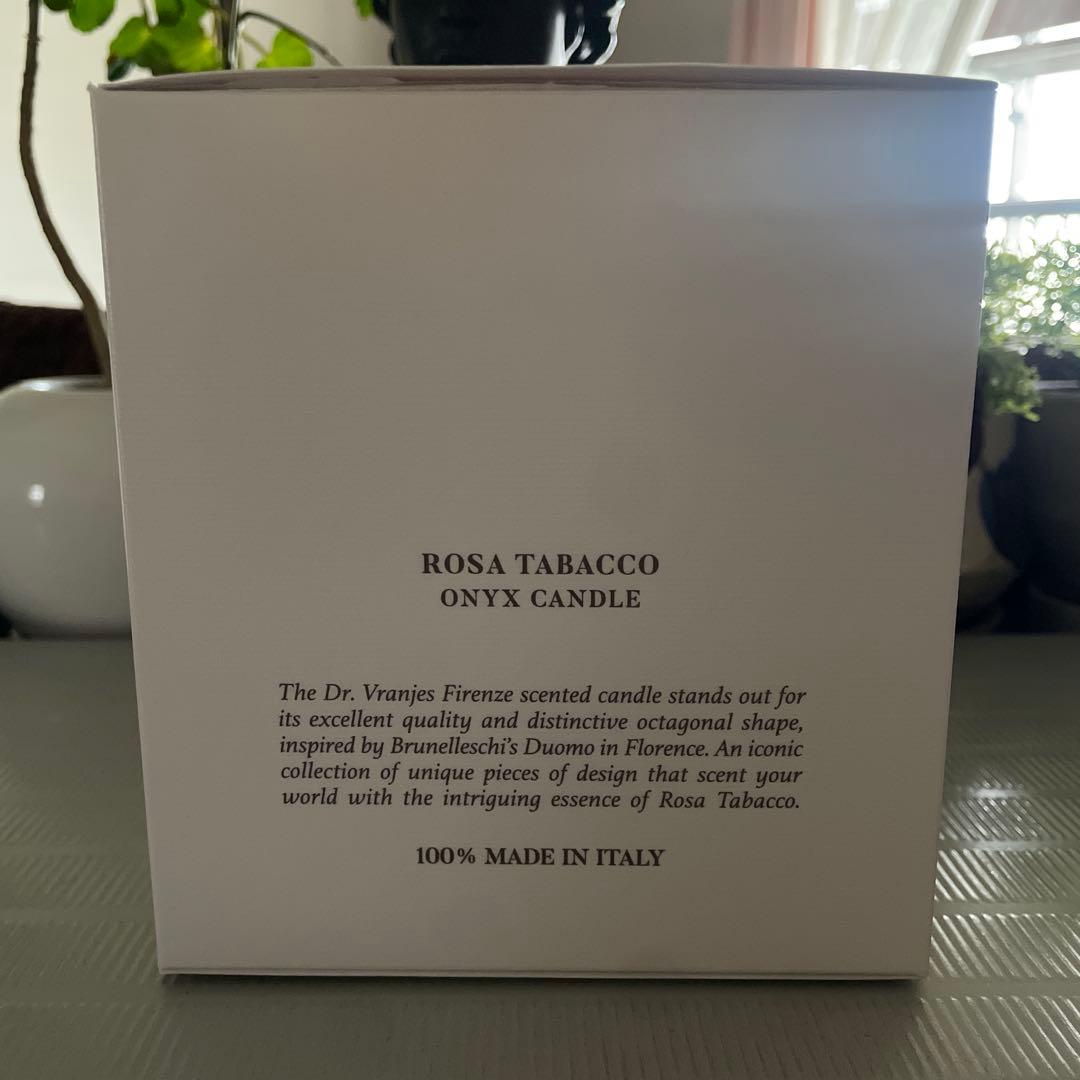 ROSA TABACCO
ONYX CANDLE
The Dr. Vranjes Firenze scented candle stands out for
its excellent quality and distinctive octagonal shape,
inspired by Brunelleschi's Duomo in Florence. An iconic
collection of unique pieces of design that scent your
world with the intriguing essence of Rosa Tabacco.
100% MADE IN ITALY